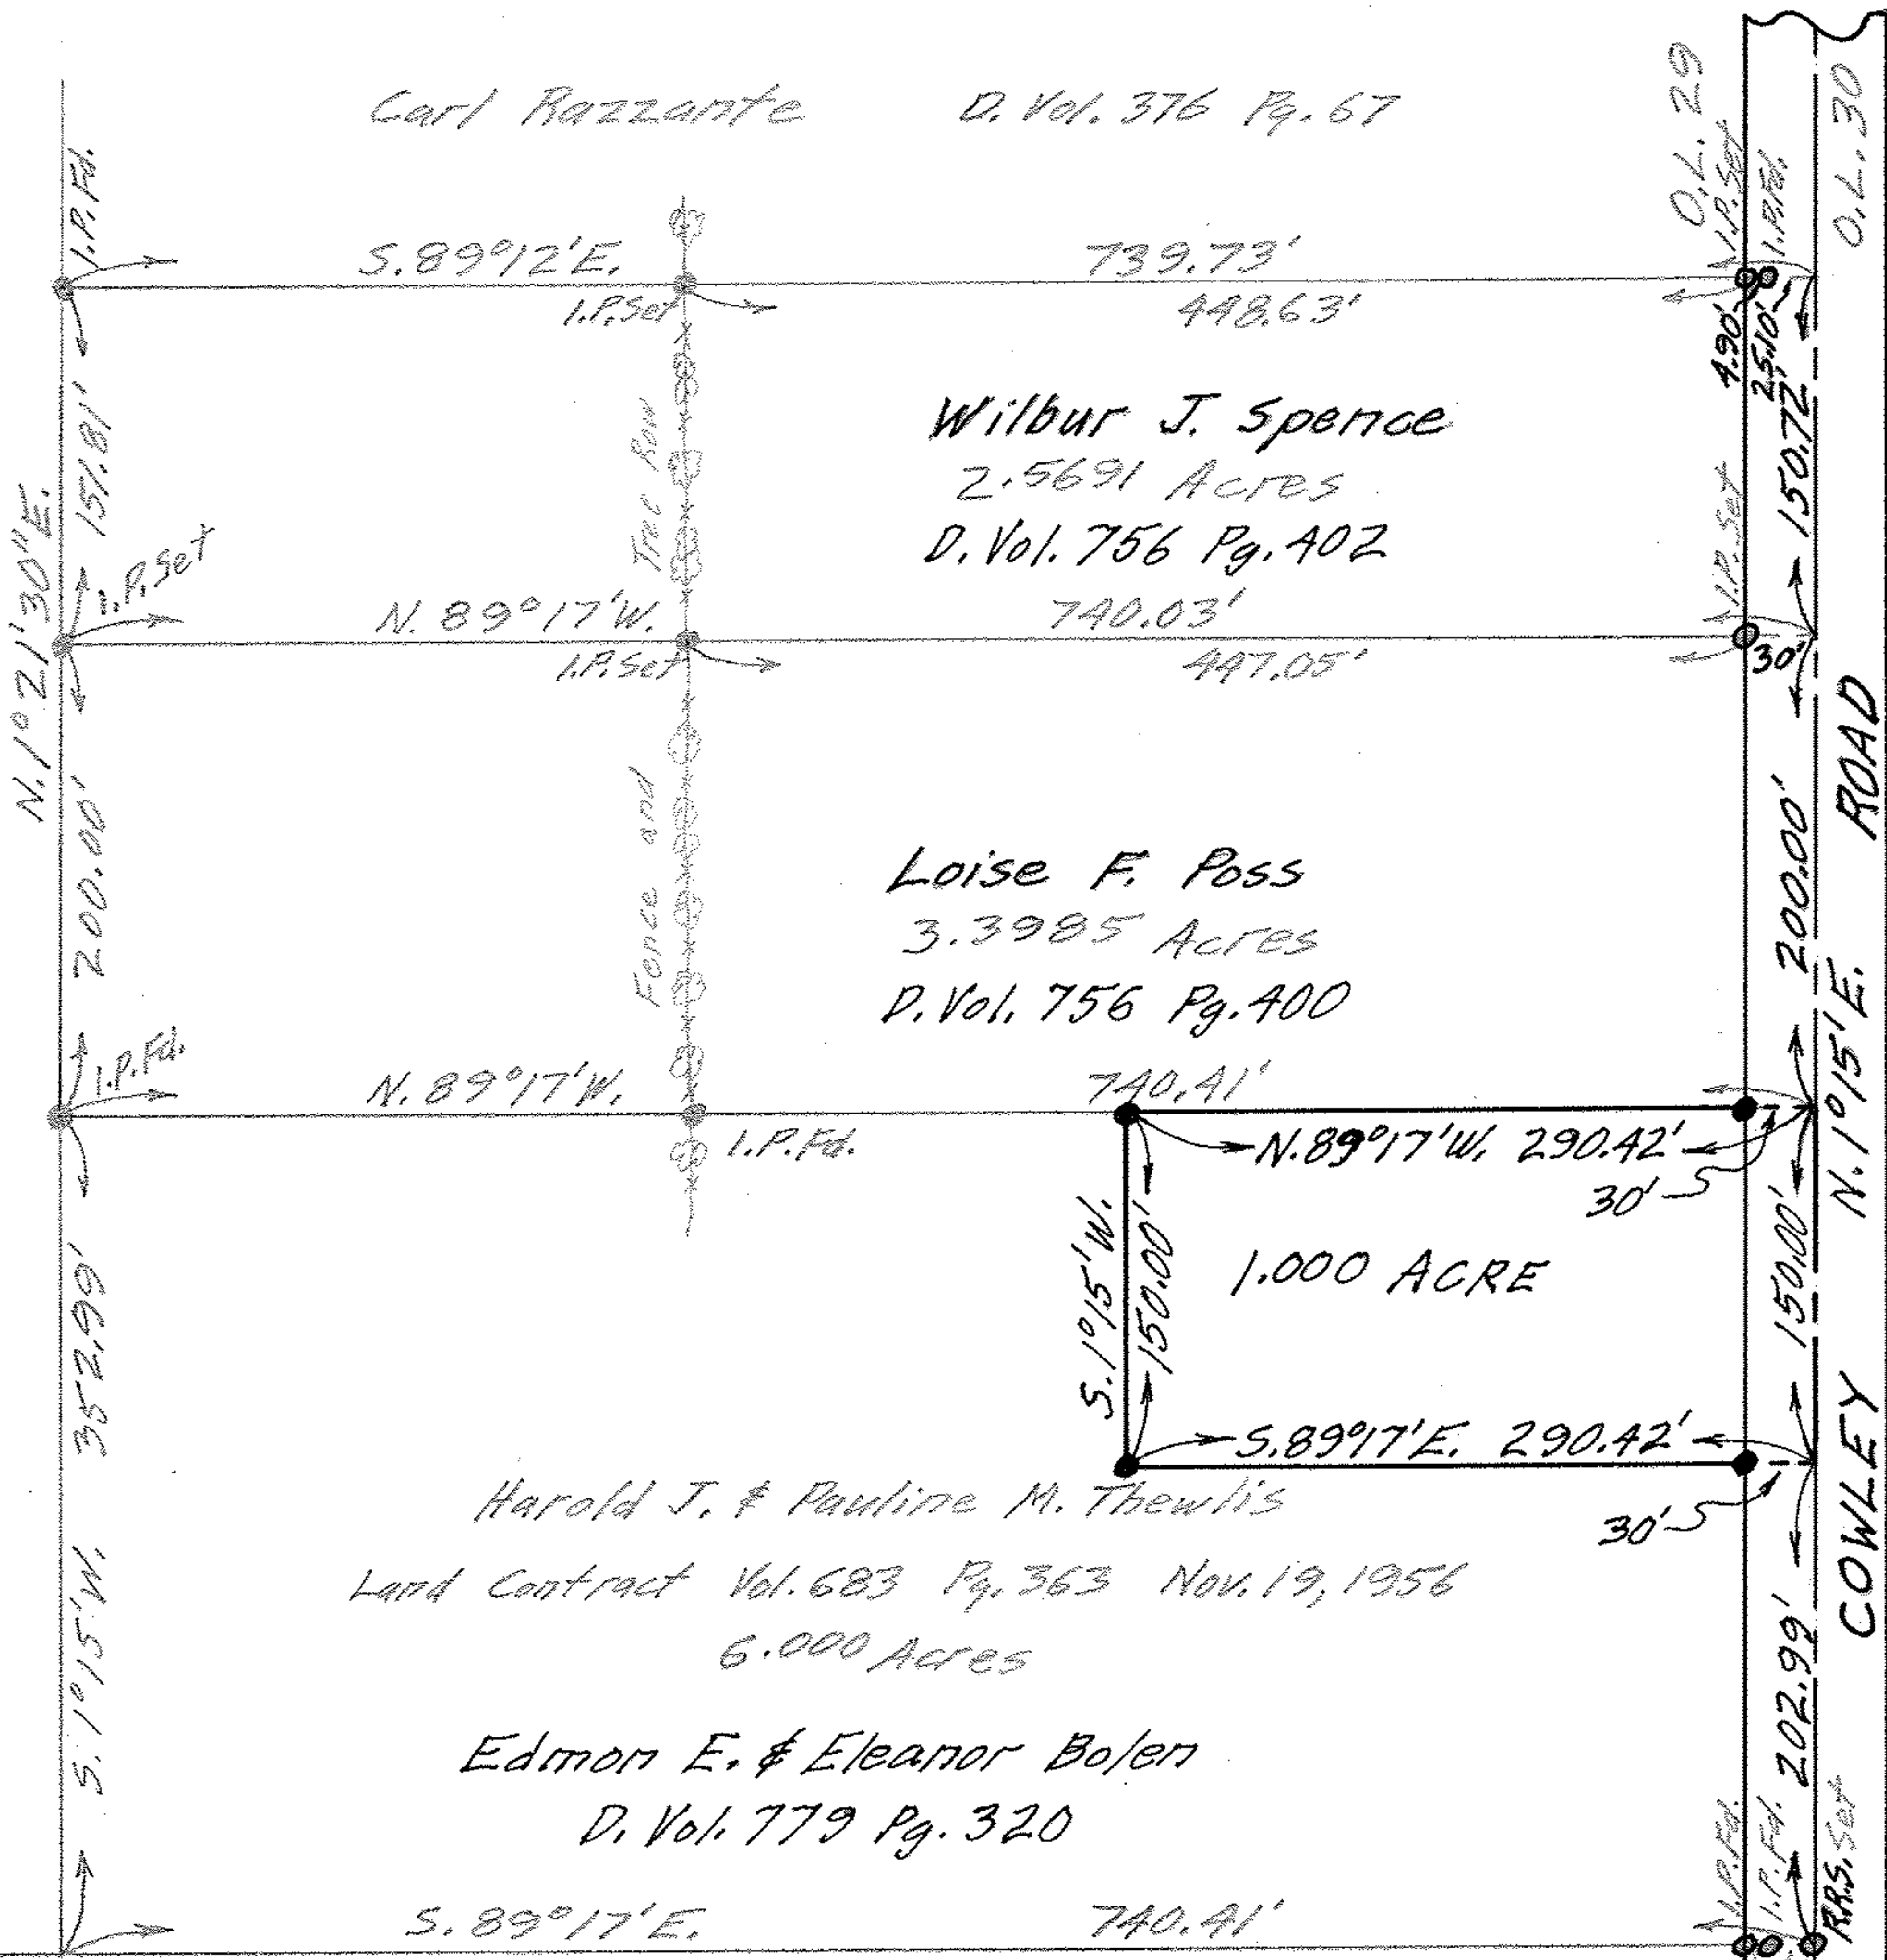 Carl Razzante D. Vol. 376 Pg. 67
O.L. 29
O.L. 30
I.P. Fd.
I.P. Set
I.P. Fd.
S. 89°12' E. 739.73'
I.P. Set 448.63'
4.90'
25.10'
150.72'
N. 1°21'30" E.
151.81'
Wilbur J. Spence
2.5691 Acres
D. Vol. 756 Pg. 402
I.P. Set
I.P. Set
N. 89°17' W. 740.03'
I.P. Set 447.05'
30'
Fence and Tree Row
200.00'
200.00'
Loise F. Poss
3.3985 Acres
D. Vol. 756 Pg. 400
I.P. Fd.
N. 89°17' W. 740.41'
I.P. Fd.
N. 89°17' W. 290.42'
30'
S. 1°15' W.
150.00'
1.000 ACRE
150.00'
COWLEY N. 1°15' E. ROAD
S. 89°17' E. 290.42'
30'
S. 1°15' W. 352.99'
Harold J. & Pauline M. Thewlis
Land Contract Vol. 683 Pg. 363 Nov. 19, 1956
6.000 Acres
Edmon E. & Eleanor Bolen
D. Vol. 779 Pg. 320
202.99'
I.P. Fd.
I.P. Fd.
R.R.S. Set
S. 89°17' E. 740.41'